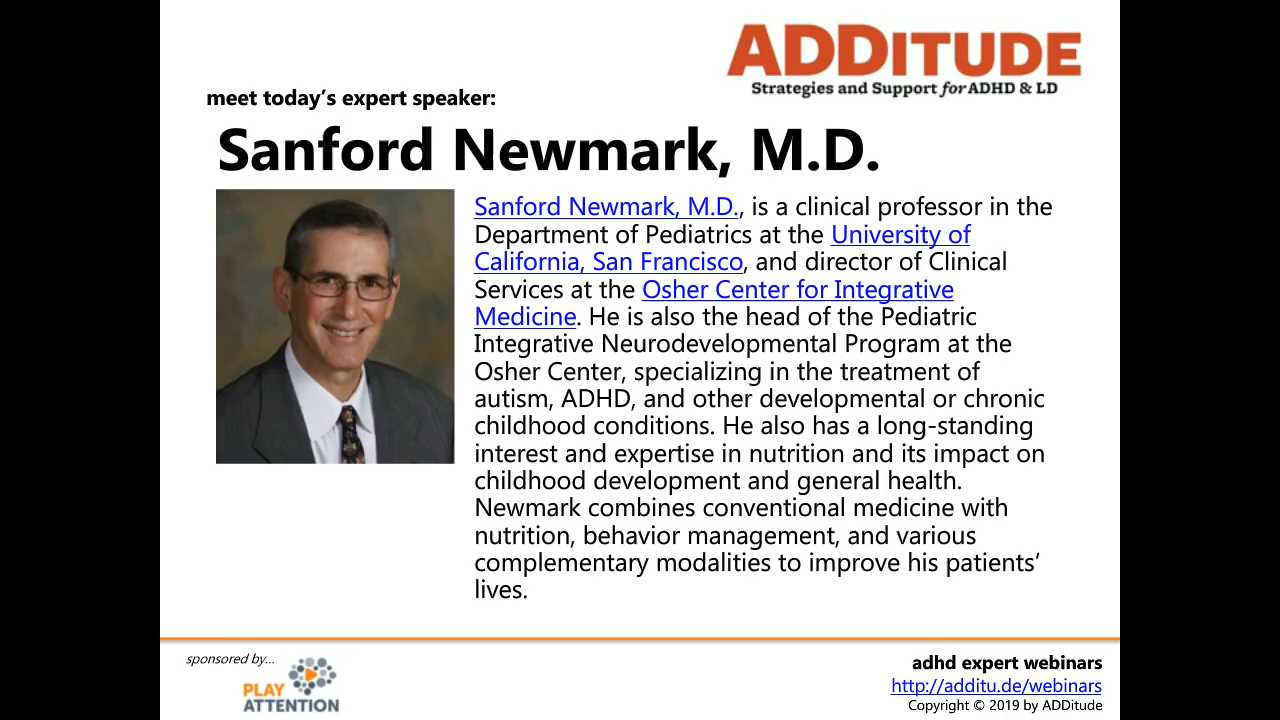 ADDITUDE
Strategies and Support for ADHD & LD
meet today’s expert speaker:
Sanford Newmark, M.D.
Sanford Newmark, M.D., is a clinical professor in the
Department of Pediatrics at the University of
California, San Francisco, and director of Clinical
Services at the Osher Center for Integrative
Medicine. He is also the head of the Pediatric
Integrative Neurodevelopmental Program at the
Osher Center, specializing in the treatment of
autism, ADHD, and other developmental or chronic
childhood conditions. He also has a long-standing
interest and expertise in nutrition and its impact on
childhood development and general health.
Newmark combines conventional medicine with
nutrition, behavior management, and various
complementary modalities to improve his patients’
lives.
sponsored by...
PLAY
ATTENTION
adhd expert webinars
http://additu.de/webinars
Copyright © 2019 by ADDitude